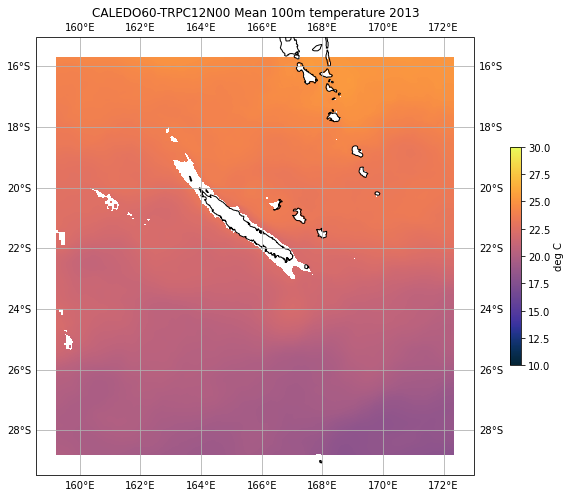 CALEDO60-TRPC12N00 Mean 100m temperature 2013
160°E 162°E 164°E 166°E 168°E 170°E 172°E
16°S 16°S
18°S 18°S
20°S 20°S
22°S 22°S
24°S 24°S
26°S 26°S
28°S 28°S
160°E 162°E 164°E 166°E 168°E 170°E 172°E
30.0
27.5
25.0
22.5
20.0
17.5
15.0
12.5
10.0
deg C